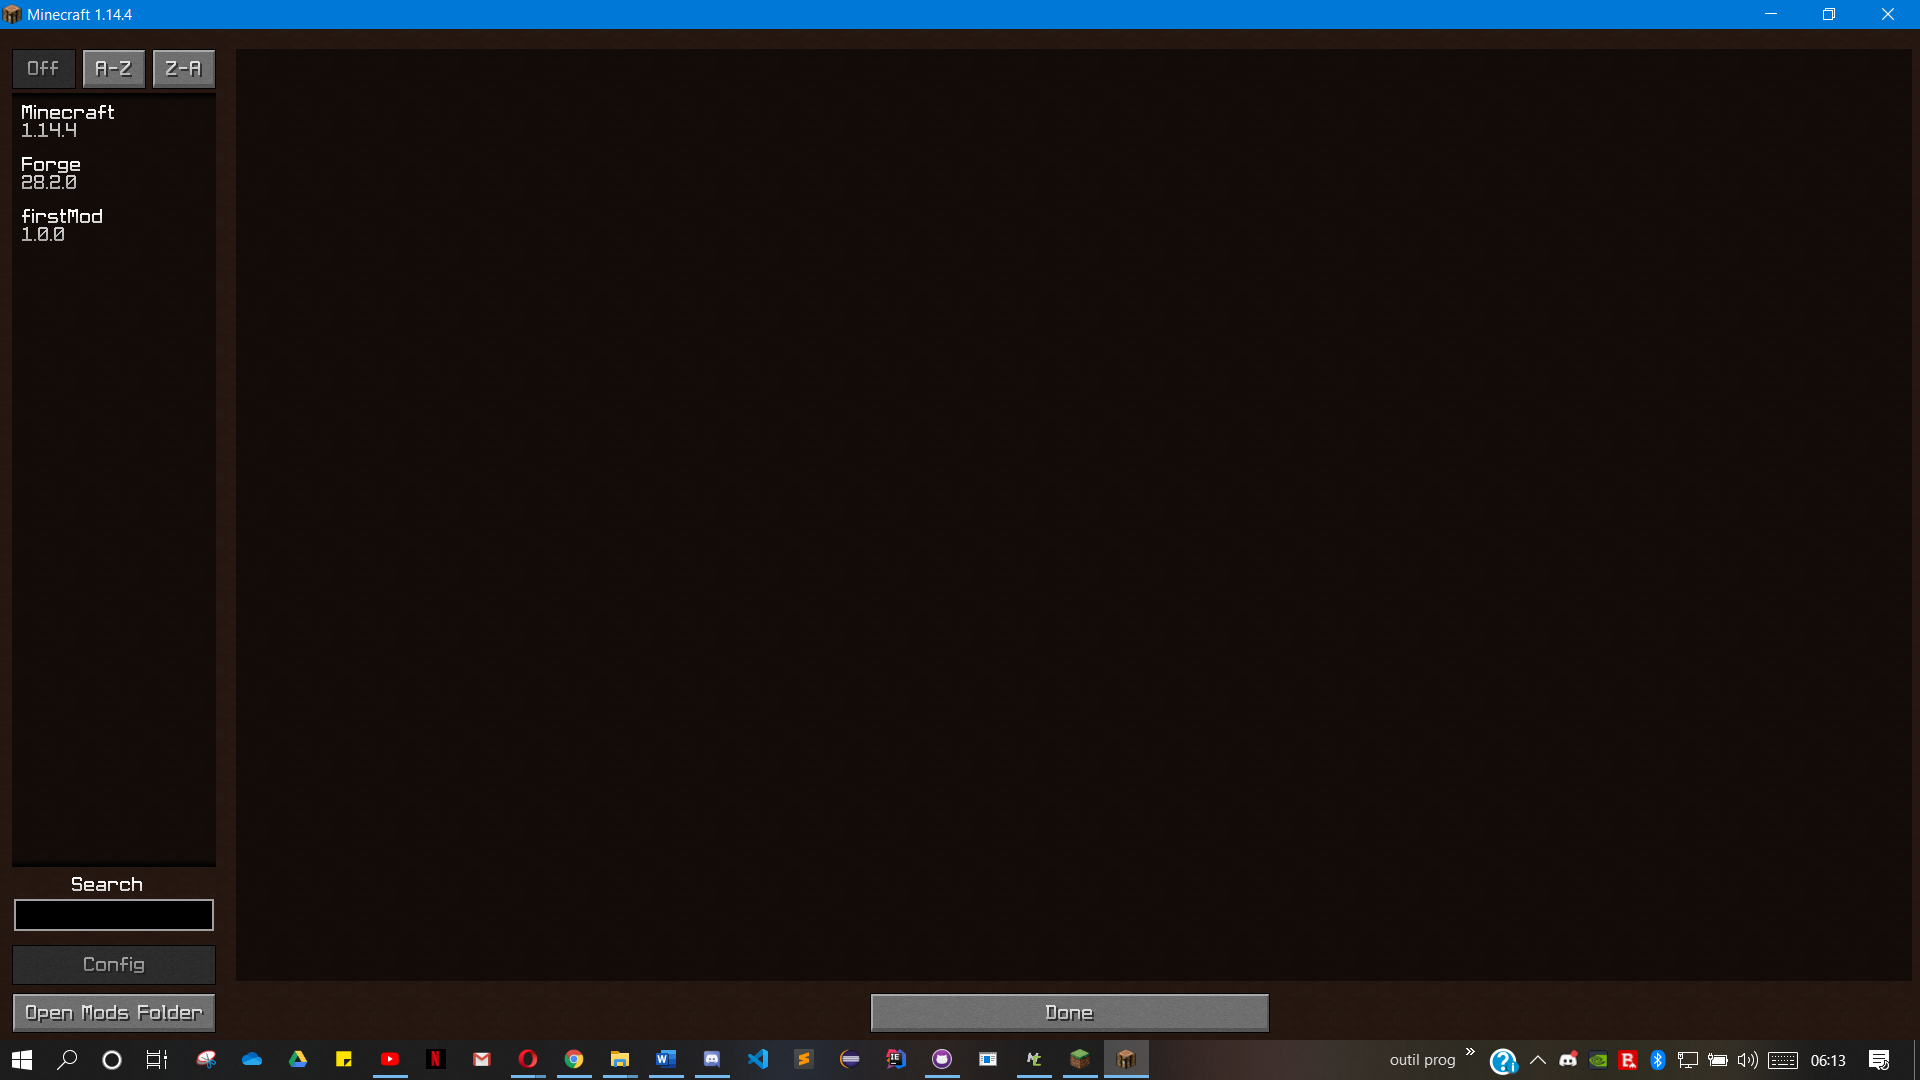 Minecraft 1.14.4
Off A-Z Z-A
Minecraft
1.14.4
Forge
28.2.0
firstMod
1.0.0
Search
Config
Open Mods Folder
Done
outil prog
06:13